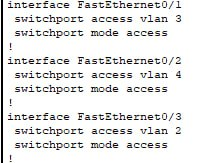 interface FastEthernet0/1
switchport access vlan 3
switchport mode access
!
interface FastEthernet0/2
switchport access vlan 4
switchport mode access
!
interface FastEthernet0/3
switchport access vlan 2
switchport mode access
!